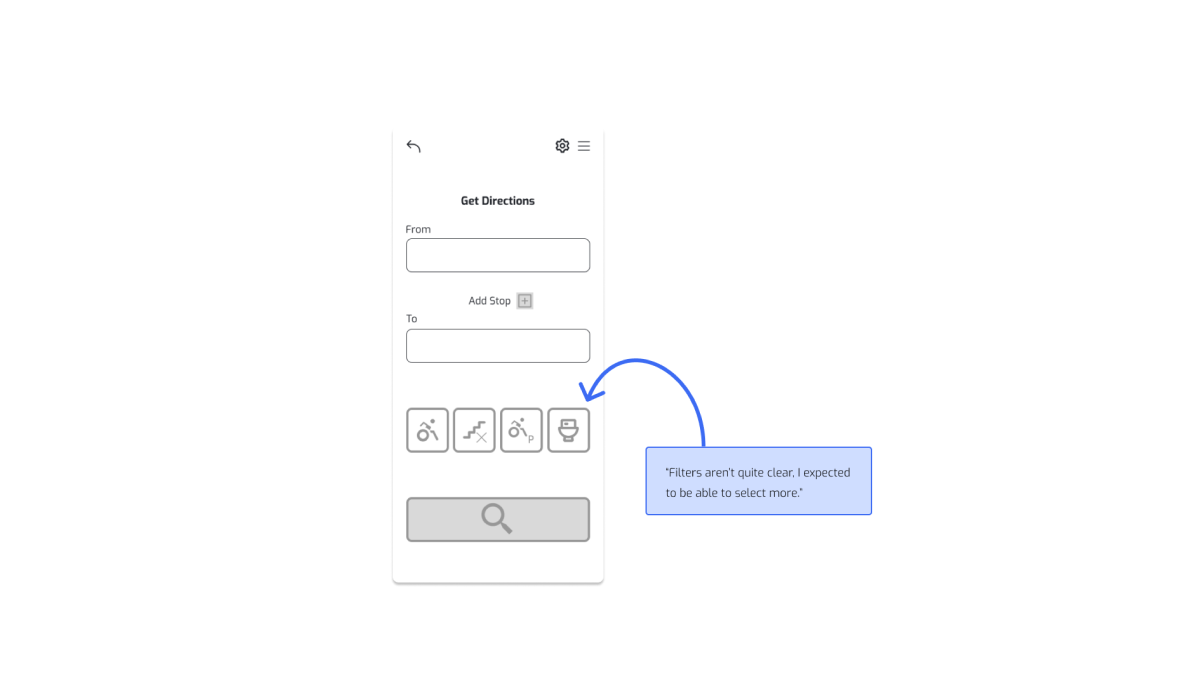 Get Directions
From
Add Stop
To
P
“Filters aren’t quite clear, I expected
to be able to select more.”